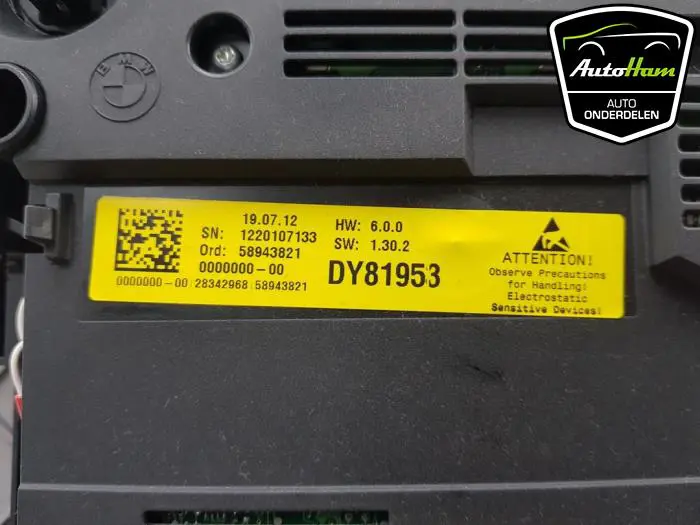 BMW
AutoHam
AUTO
ONDERDELEN
19.07.12
SN: 1220107133
Ord: 58943821
0000000-00
0000000-00 28342968 58943821
HW: 6.0.0
SW: 1.30.2
DY81953
ATTENTION!
Observe Precautions
for Handling!
Electrostatic
Sensitive Devices!